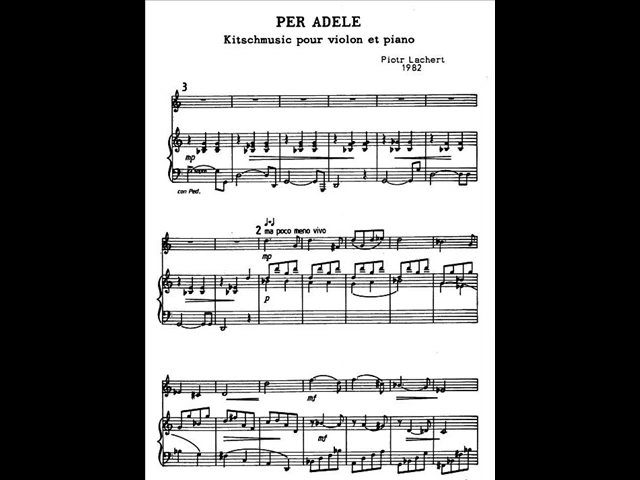 PER ADELE
Kitschmusic pour violon et piano
Piotr Lachert
1982
3
mp
con Ped.
2 ma poco meno vivo
mp
p
mf
mf